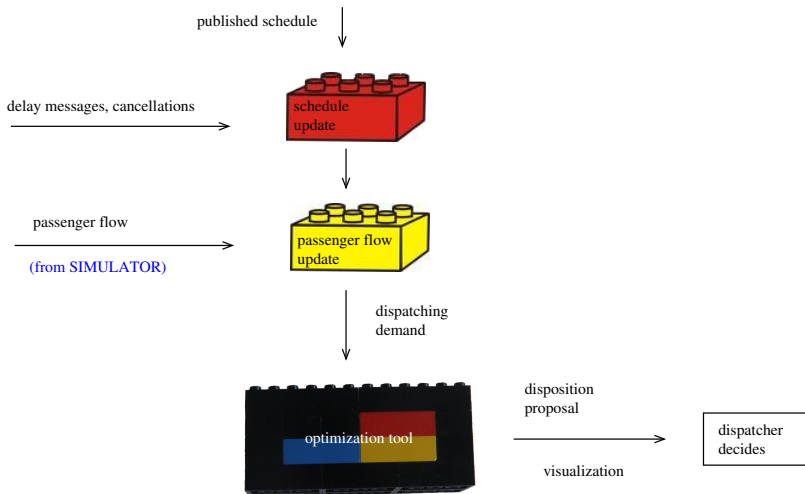 published schedule
delay messages, cancellations
schedule
update
passenger flow
(from SIMULATOR)
passenger flow
update
dispatching
demand
optimization tool
disposition
proposal
visualization
dispatcher
decides